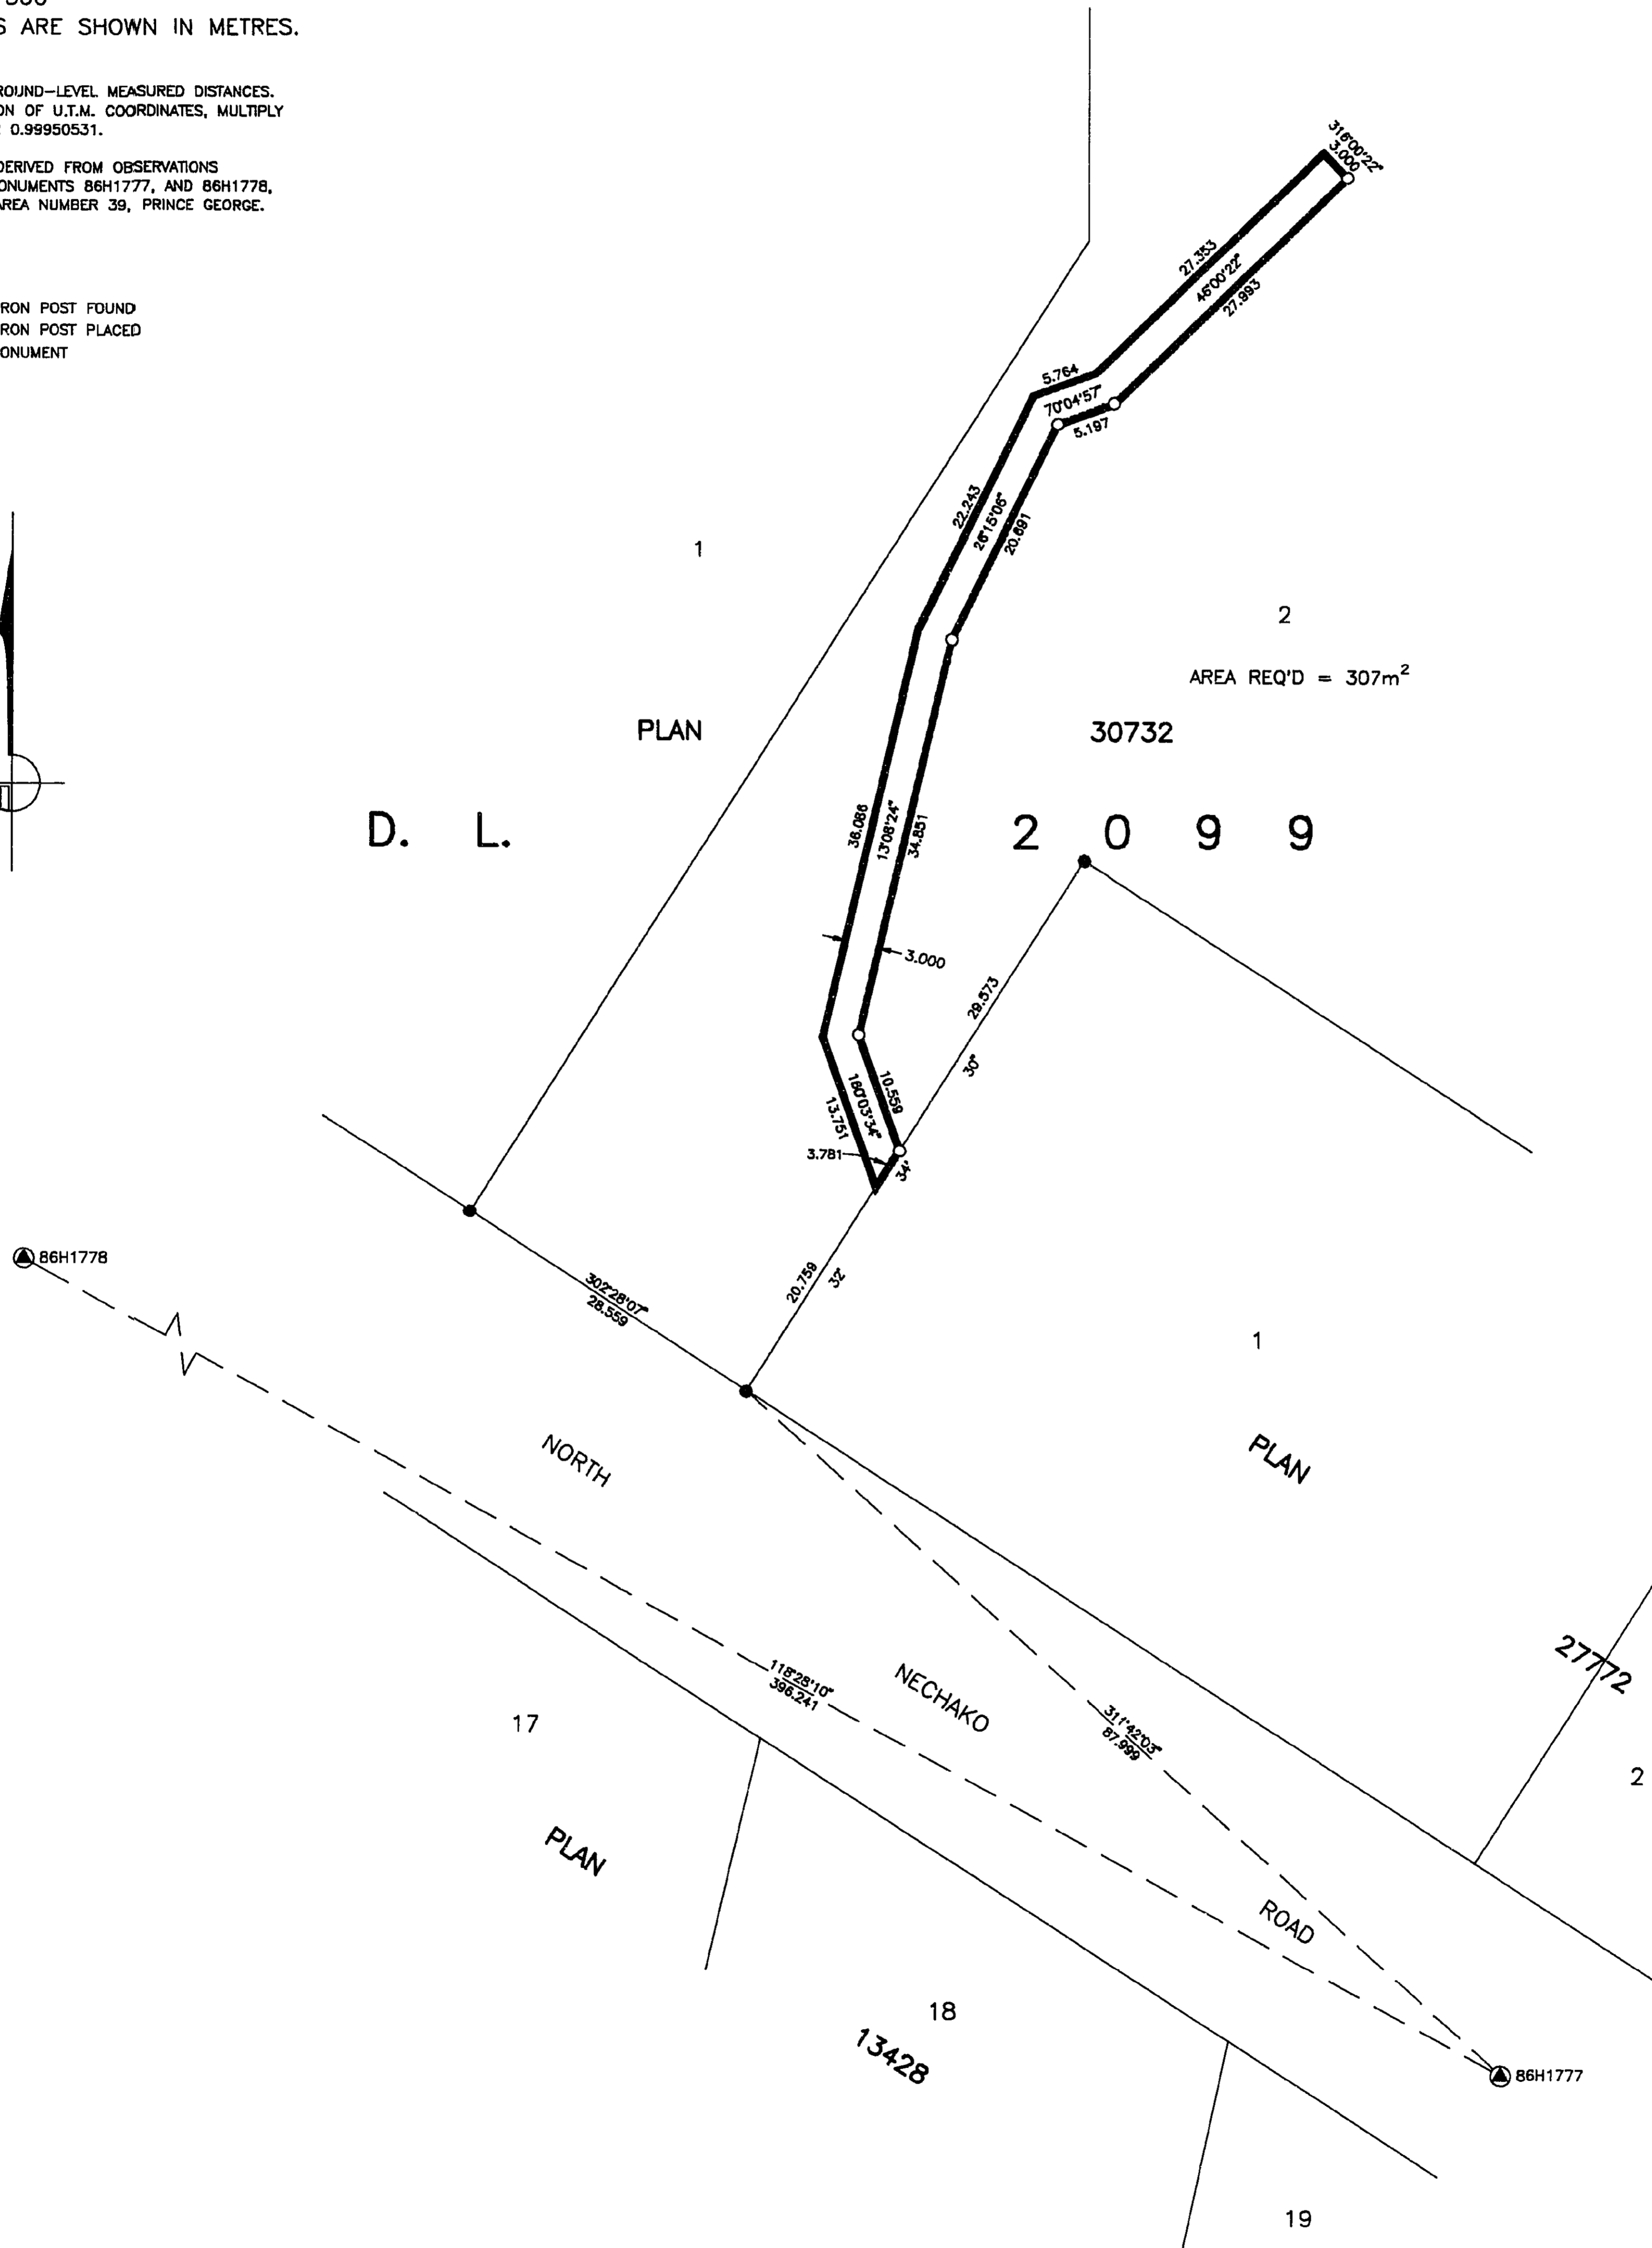 S ARE SHOWN IN METRES.
ROUND-LEVEL MEASURED DISTANCES.
ON OF U.T.M. COORDINATES, MULTIPLY
0.99950531.
DERIVED FROM OBSERVATIONS
ONUMENTS 86H1777, AND 86H1778,
AREA NUMBER 39, PRINCE GEORGE.
RON POST FOUND
RON POST PLACED
ONUMENT
316°00'22"
3.000
27.353
46°00'22"
27.993
5.764
70°04'57"
5.197
22.243
26°15'06"
20.691
1
2
AREA REQ'D = 307m²
PLAN
30732
D. L.
2 0 9 9
13°08'24"
34.851
3.000
29.573
30"
10.559
160°03'34"
13.751
3.781
34"
86H1778
302°28'07"
28.559
20.759
32"
1
NORTH
PLAN
27772
118°28'10"
396.241
NECHAKO
311°42'03"
87.999
17
2
PLAN
ROAD
18
13428
86H1777
19